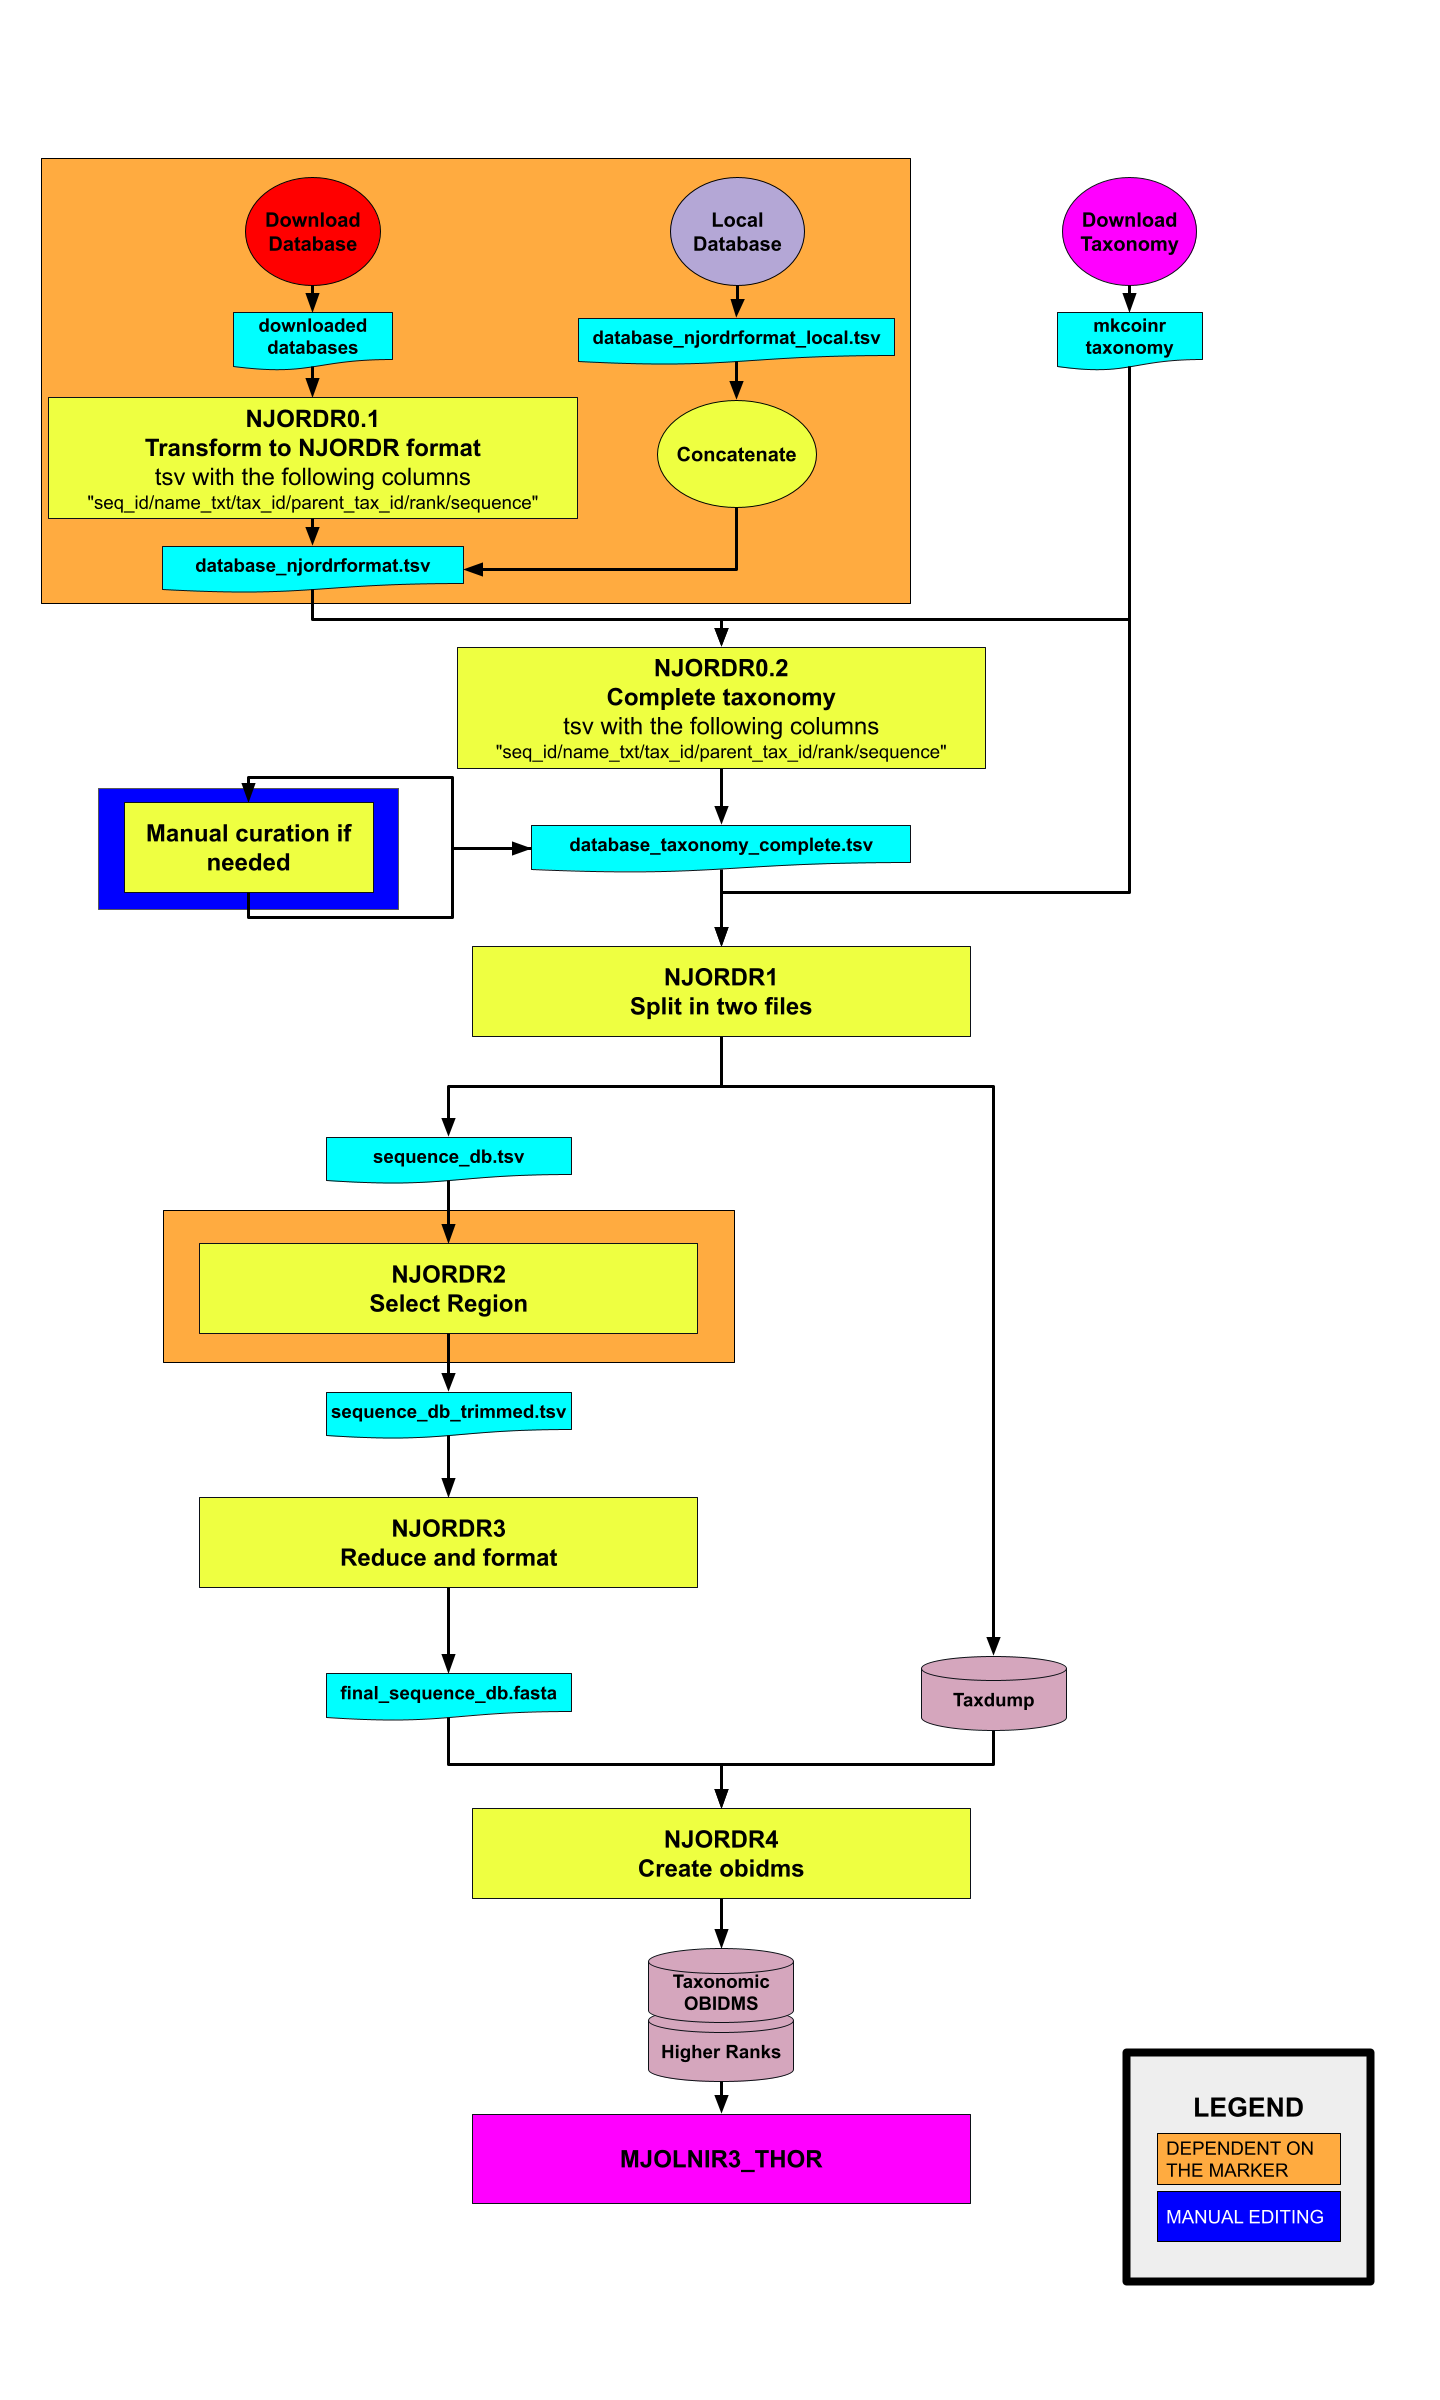 Download
Database
Local
Database
Download
Taxonomy
downloaded
databases
database_njordrformat_local.tsv
mkcoinr
taxonomy
NJORDR0.1
Transform to NJORDR format
tsv with the following columns
"seq_id/name_txt/tax_id/parent_tax_id/rank/sequence"
Concatenate
database_njordrformat.tsv
NJORDR0.2
Complete taxonomy
tsv with the following columns
"seq_id/name_txt/tax_id/parent_tax_id/rank/sequence"
Manual curation if
needed
database_taxonomy_complete.tsv
NJORDR1
Split in two files
sequence_db.tsv
NJORDR2
Select Region
sequence_db_trimmed.tsv
NJORDR3
Reduce and format
final_sequence_db.fasta
Taxdump
NJORDR4
Create obidms
Taxonomic
OBIDMS
Higher Ranks
MJOLNIR3_THOR
LEGEND
DEPENDENT ON
THE MARKER
MANUAL EDITING